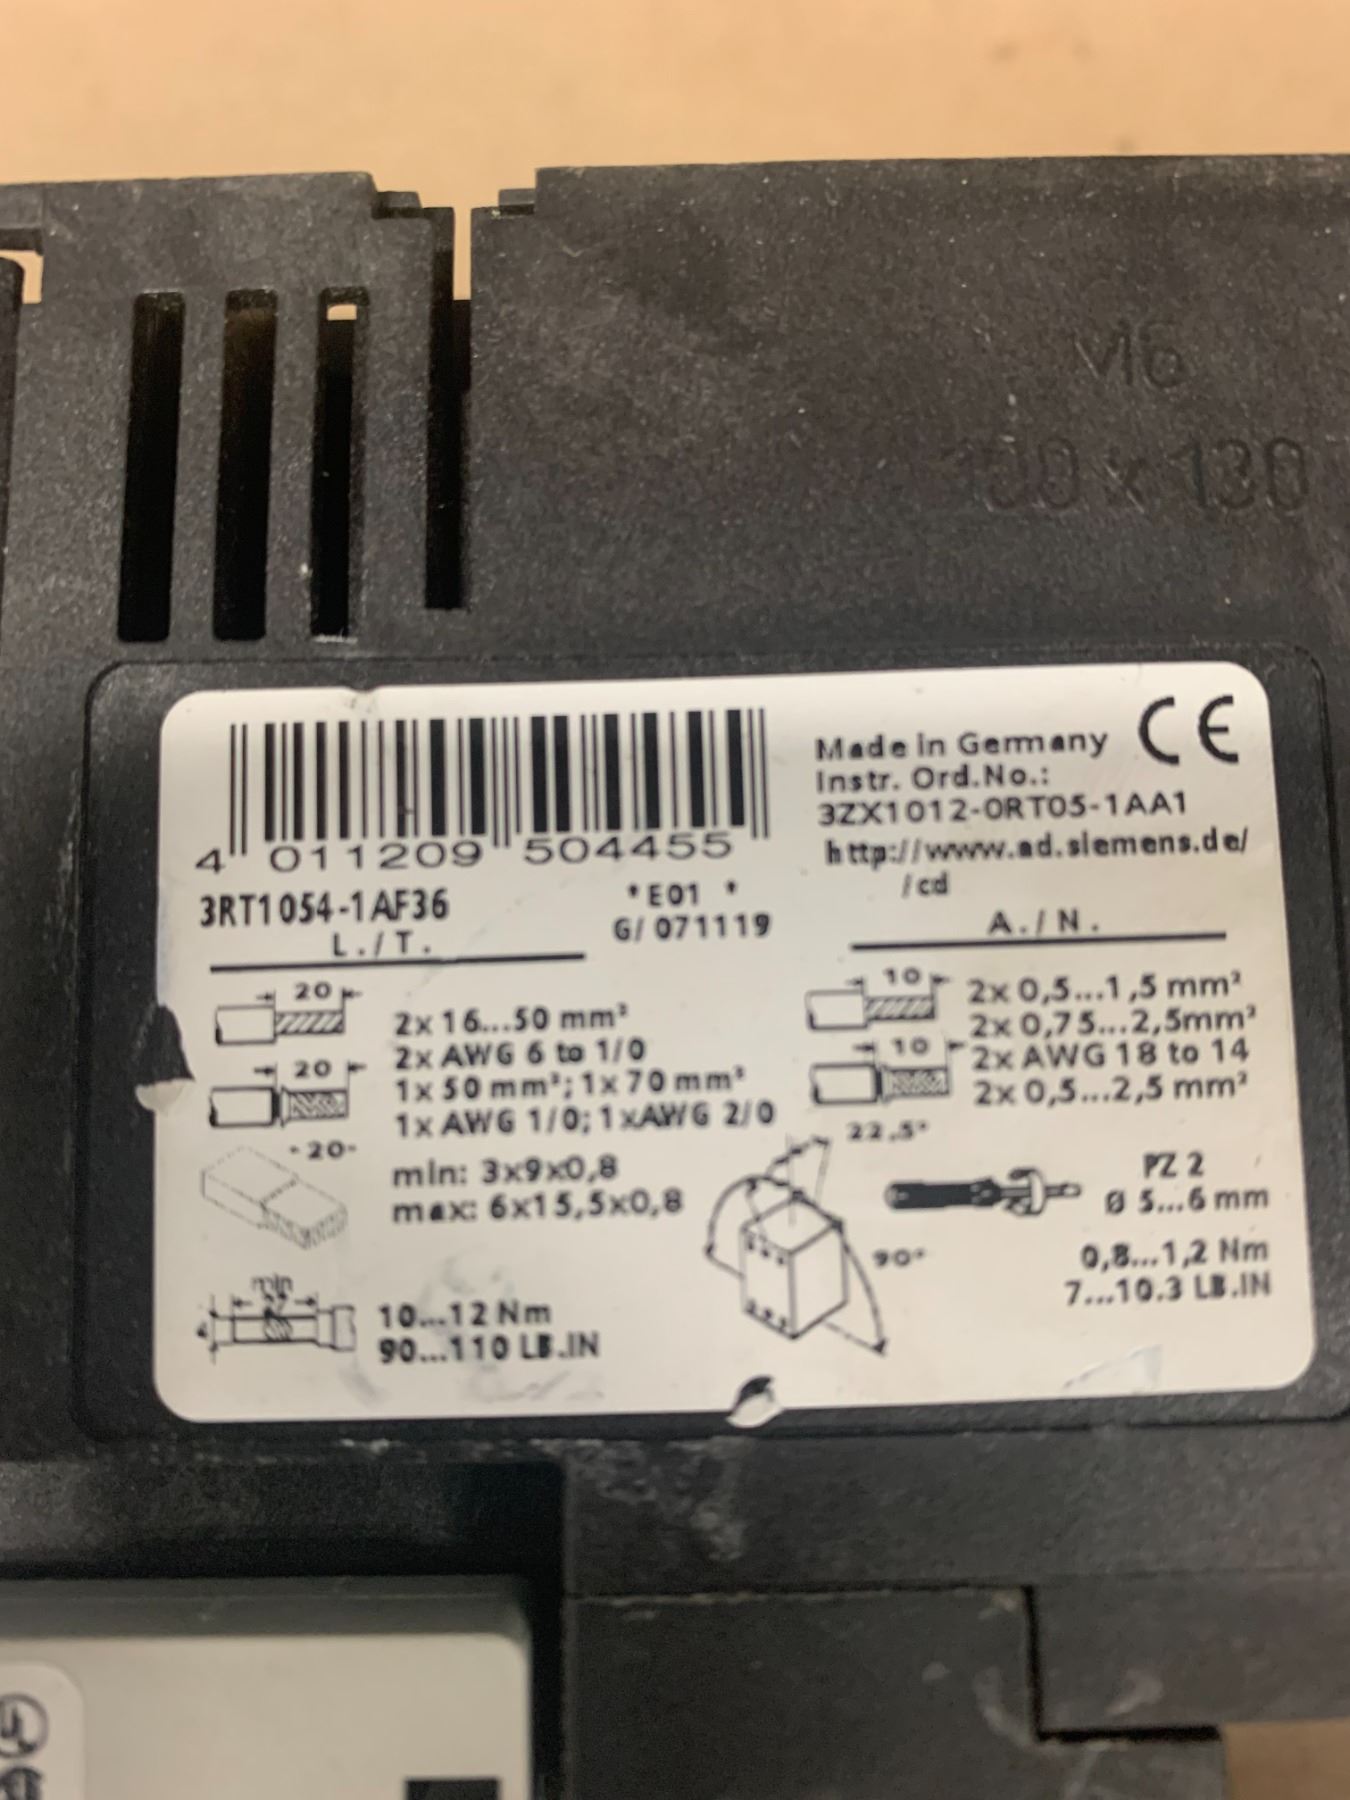 v16
130 x 130
Made in Germany
CE
Instr. Ord.No.:
3ZX1012-0RT05-1AA1
http://www.ad.siemens.de/
/cd
4 011209 504455
3RT1054-1AF36
*E01 *
G/ 071119
L./T.
20
2x 16...50 mm²
2x AWG 6 to 1/0
20
1x 50 mm²; 1x 70 mm²
1x AWG 1/0; 1xAWG 2/0
-20-
min: 3x9x0,8
max: 6x15,5x0,8
min
10...12 Nm
90...110 LB.IN
A./N.
10
2x 0,5...1,5 mm²
2x 0,75...2,5mm²
10
2x AWG 18 to 14
2x 0,5...2,5 mm²
22,5°
90°
PZ 2
Ø 5...6 mm
0,8...1,2 Nm
7...10.3 LB.IN